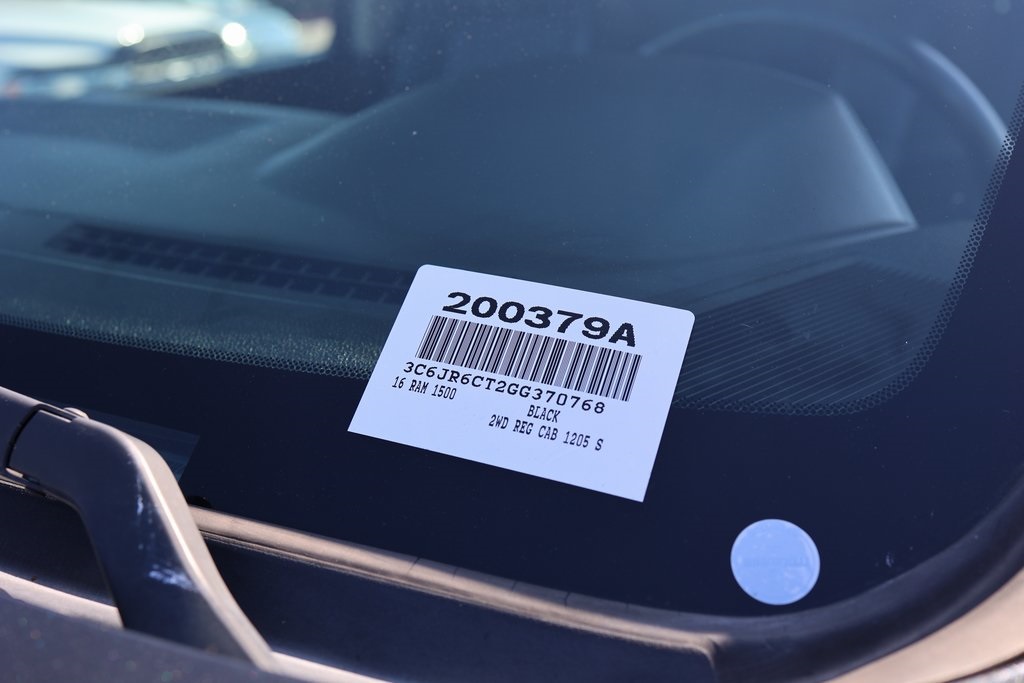 200379A
3C6JR6CT2GG370768
16 RAM 1500
BLACK
2WD REG CAB 1205 S